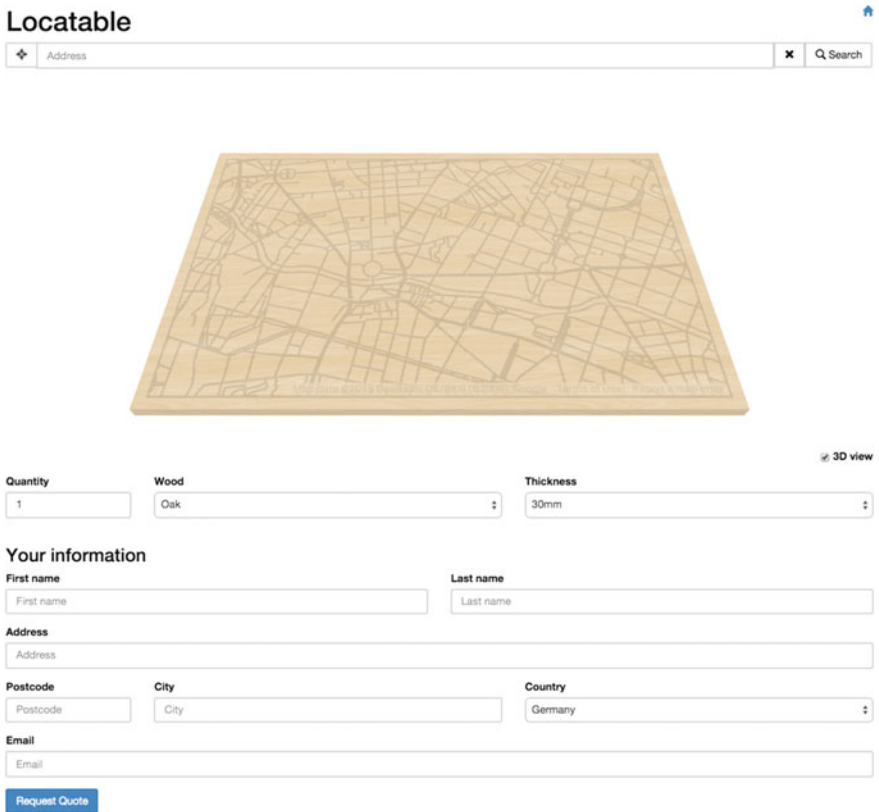 Locatable
Address
Search
3D view
Quantity
Wood
Thickness
1
Oak
30mm
Your information
First name
Last name
First name
Last name
Address
Address
Postcode
City
Country
Postcode
City
Germany
Email
Email
Request Quote